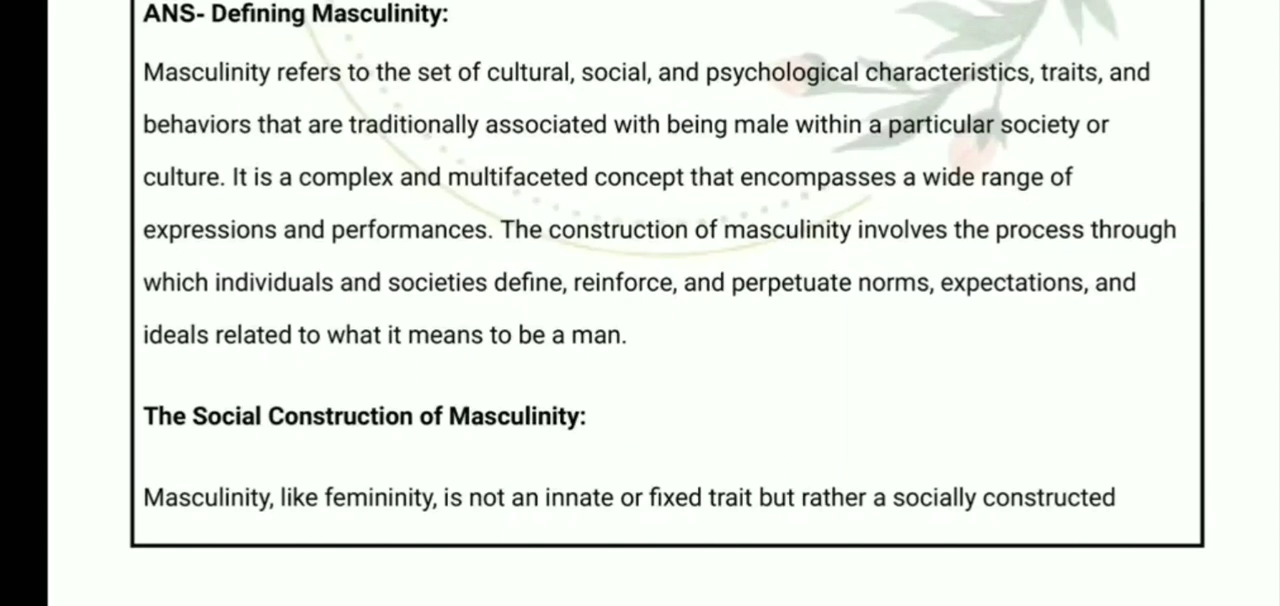 ANS- Defining Masculinity:
Masculinity refers to the set of cultural, social, and psychological characteristics, traits, and
behaviors that are traditionally associated with being male within a particular society or
culture. It is a complex and multifaceted concept that encompasses a wide range of
expressions and performances. The construction of masculinity involves the process through
which individuals and societies define, reinforce, and perpetuate norms, expectations, and
ideals related to what it means to be a man.
The Social Construction of Masculinity:
Masculinity, like femininity, is not an innate or fixed trait but rather a socially constructed